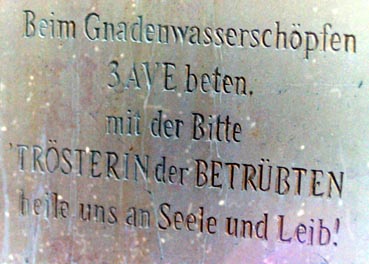 Beim Gnadenwasserschöpfen
3 AVE beten.
mit der Bitte
TRÖSTERIN der BETRÜBTEN
heile uns an Seele und Leib!